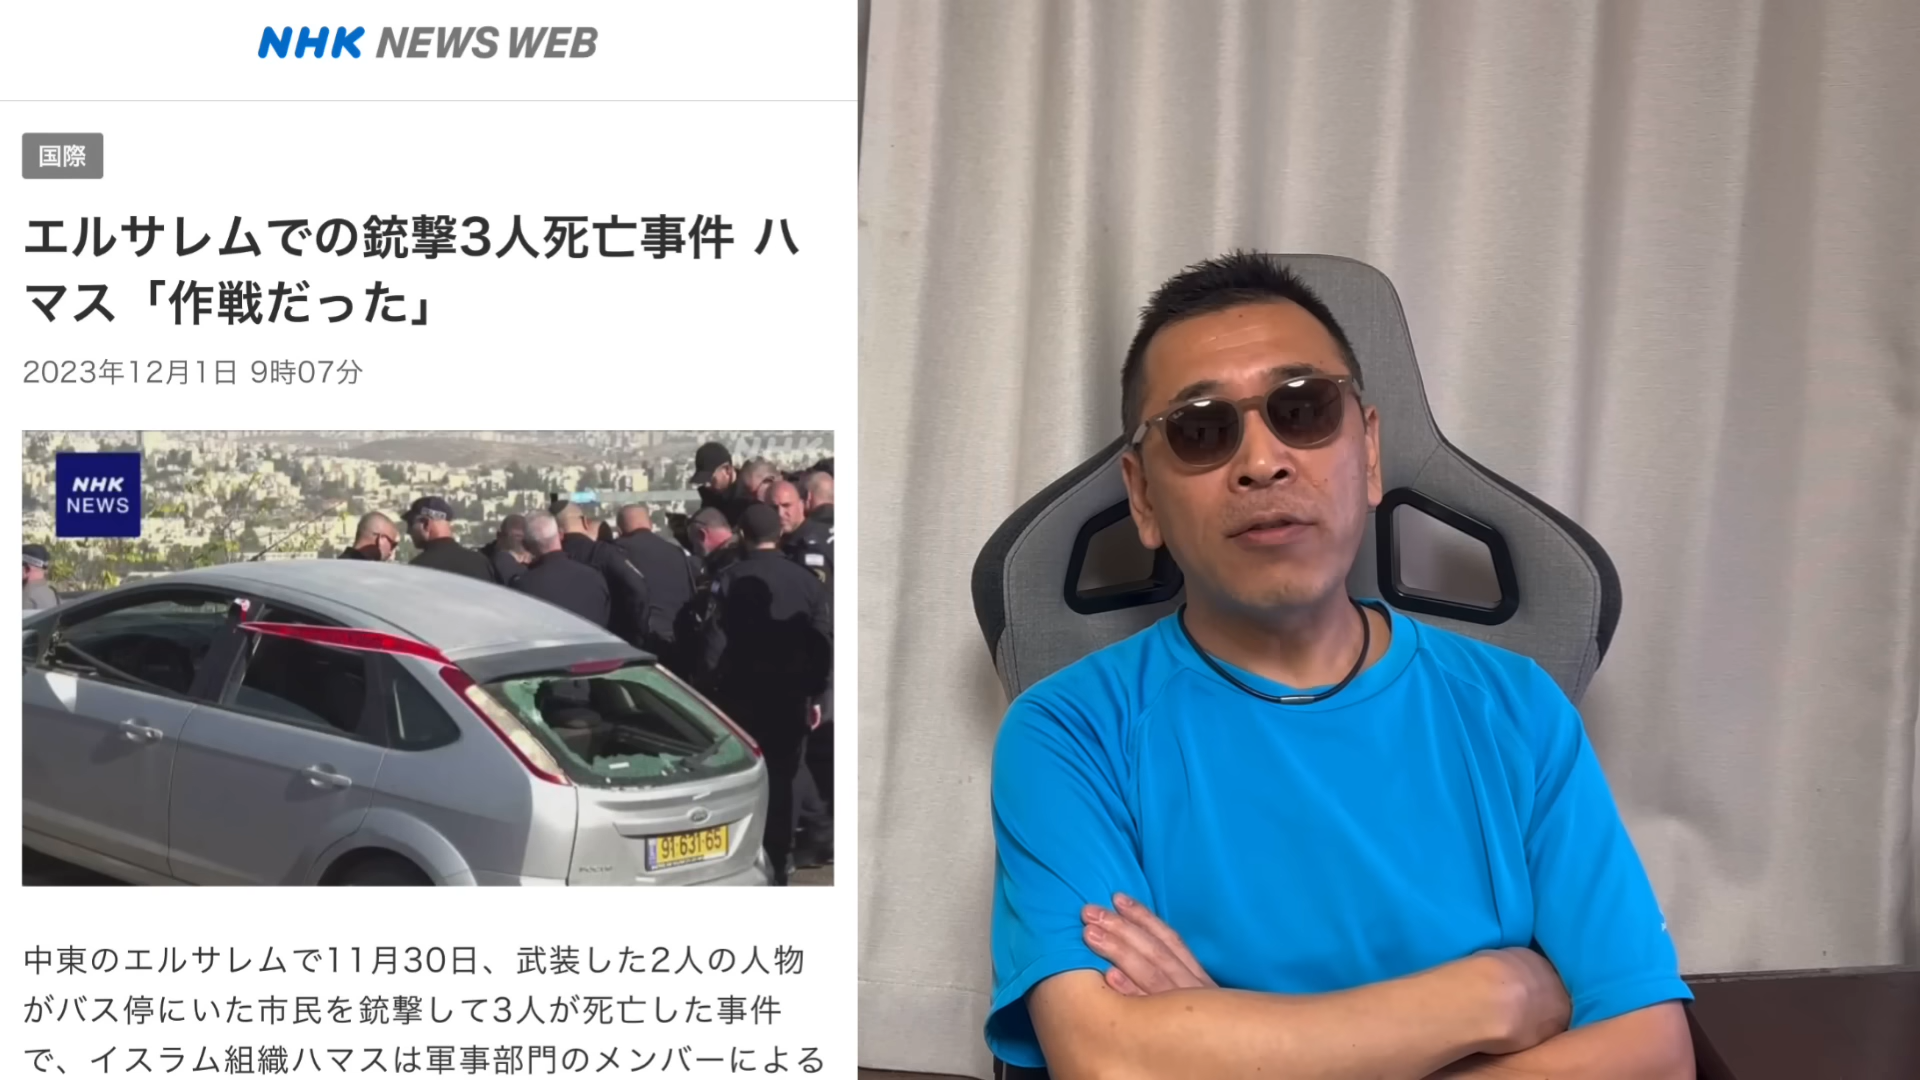 NHK NEWS WEB
国際
エルサレムでの銃撃3人死亡事件 ハ
マス「作戦だった」
2023年12月1日 9時07分
NHK
NHK
NEWS
91-631-65
中東のエルサレムで11月30日、武装した2人の人物
がバス停にいた市民を銃撃して3人が死亡した事件
で、イスラム組織ハマスは軍事部門のメンバーによる